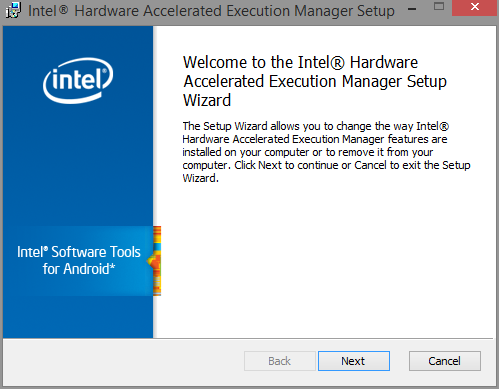 Intel® Hardware Accelerated Execution Manager Setup
intel
Welcome to the Intel® Hardware
Accelerated Execution Manager Setup
Wizard
The Setup Wizard allows you to change the way Intel®
Hardware Accelerated Execution Manager features are
installed on your computer or to remove it from your
computer. Click Next to continue or Cancel to exit the Setup
Wizard.
Intel® Software Tools
for Android*
Back
Next
Cancel